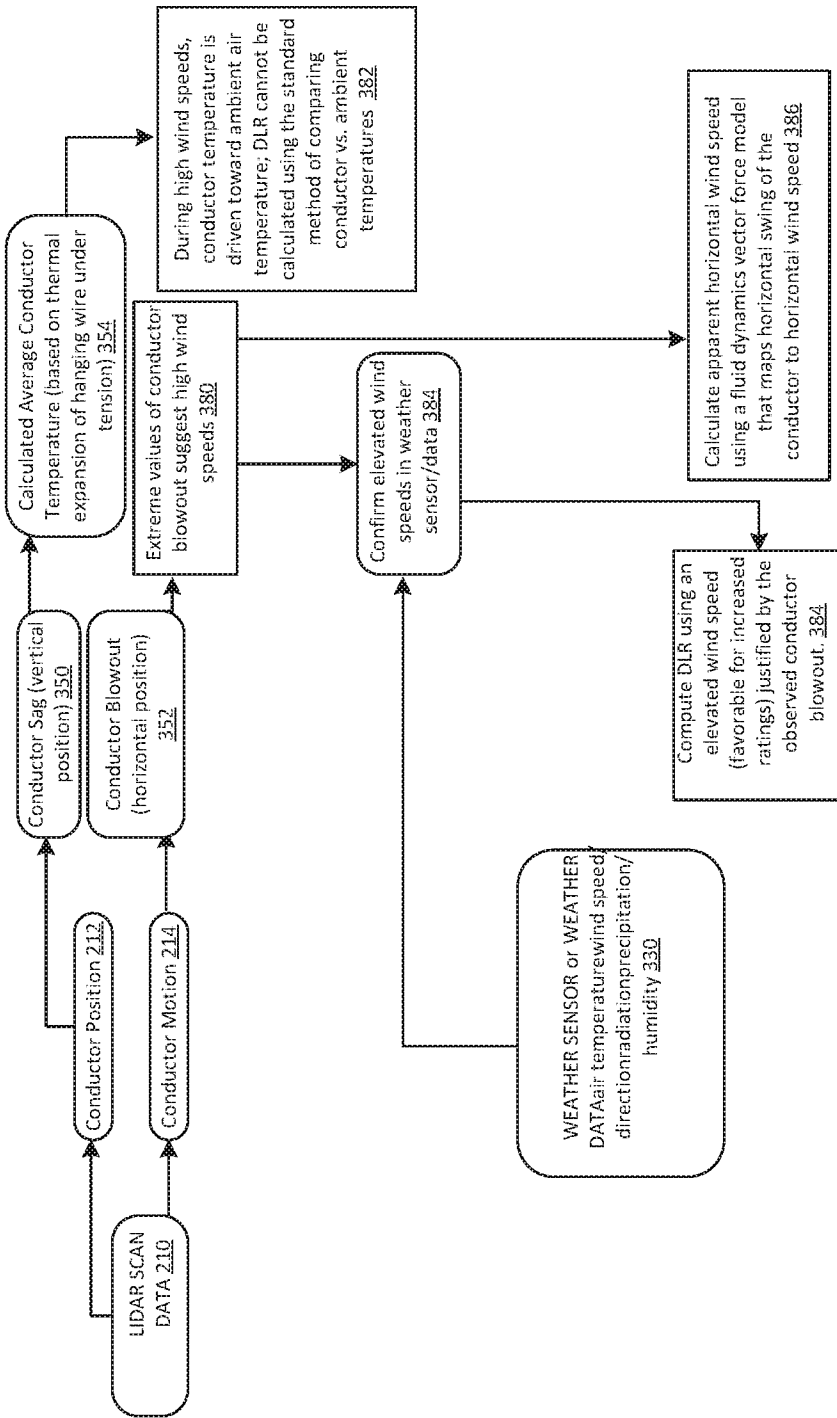 LIDAR SCAN
DATA 210
Conductor Position 212
Conductor Motion 214
Conductor Sag (vertical
position) 350
Conductor Blowout
(horizontal position)
352
Calculated Average Conductor
Temperature (based on thermal
expansion of hanging wire under
tension) 354
Extreme values of conductor
blowout suggest high wind
speeds 380
During high wind speeds,
conductor temperature is
driven toward ambient air
temperature; DLR cannot be
calculated using the standard
method of comparing
conductor vs. ambient
temperatures 382
Confirm elevated wind
speeds in weather
sensor/data 384
WEATHER SENSOR or WEATHER
DATAair temperaturewind speed/
directionradiationprecipitation/
humidity 330
Compute DLR using an
elevated wind speed
(favorable for increased
ratings) justified by the
observed conductor
blowout. 384
Calculate apparent horizontal wind speed
using a fluid dynamics vector force model
that maps horizontal swing of the
conductor to horizontal wind speed 386